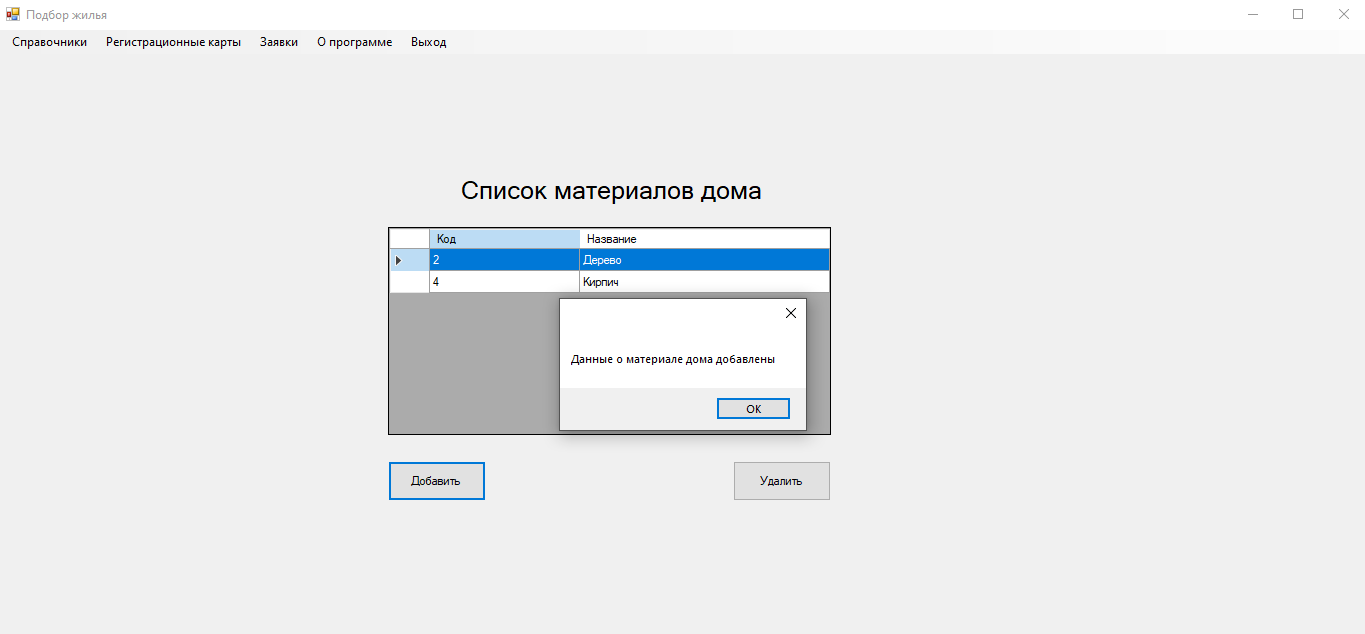 Подбор жилья
Справочники Регистрационные карты Заявки О программе Выход
Список материалов дома
Код Название
2 Дерево
4 Кирпич
Данные о материале дома добавлены
ОК
Добавить Удалить